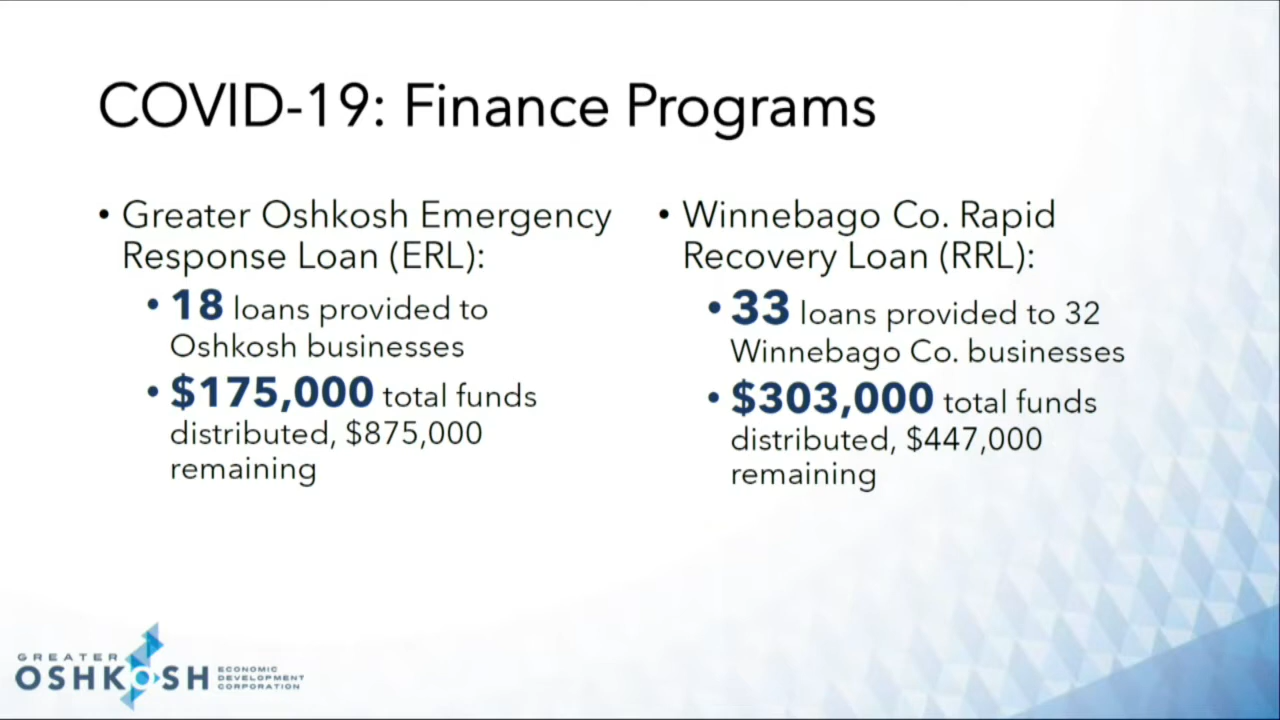 COVID-19: Finance Programs
• Greater Oshkosh Emergency
Response Loan (ERL):
• 18 loans provided to
Oshkosh businesses
• $175,000 total funds
distributed, $875,000
remaining
• Winnebago Co. Rapid
Recovery Loan (RRL):
• 33 loans provided to 32
Winnebago Co. businesses
• $303,000 total funds
distributed, $447,000
remaining
GREATER
OSHKOSH
ECONOMIC
DEVELOPMENT
CORPORATION